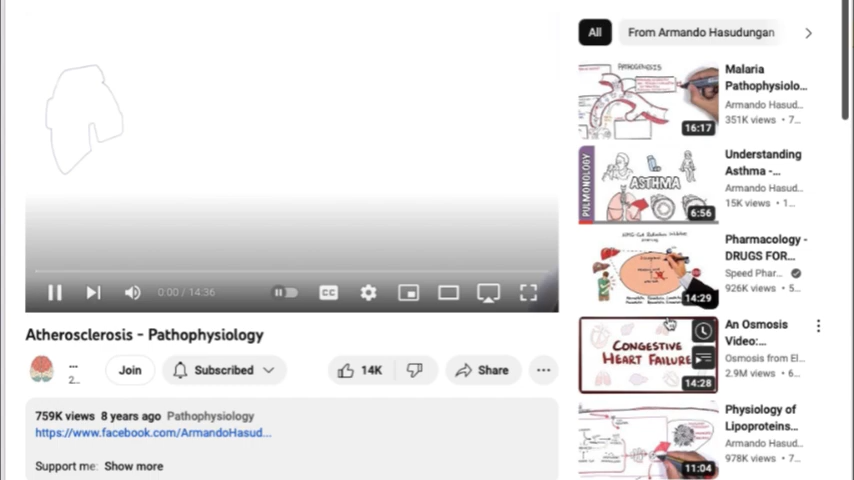 All
From Armando Hasudungan
PATHOGENESIS
16:17
Malaria
Pathophysiolo...
Armando Hasud...
351K views • 7...
PULMONOLOGY
ASTHMA
6:56
Understanding
Asthma -...
Armando Hasud...
15K views • 1...
14:29
Pharmacology -
DRUGS FOR...
Speed Phar...
926K views • 5...
CONGESTIVE
HEART FAILURE
14:28
An Osmosis
Video:...
Osmosis from El...
2.9M views • 6...
11:04
Physiology of
Lipoproteins...
Armando Hasud...
978K views • 7...
0:00 / 14:36
CC
Atherosclerosis - Pathophysiology
...
2...
Join
Subscribed
14K
Share
759K views 8 years ago Pathophysiology
https://www.facebook.com/ArmandoHasud...
Support me: Show more